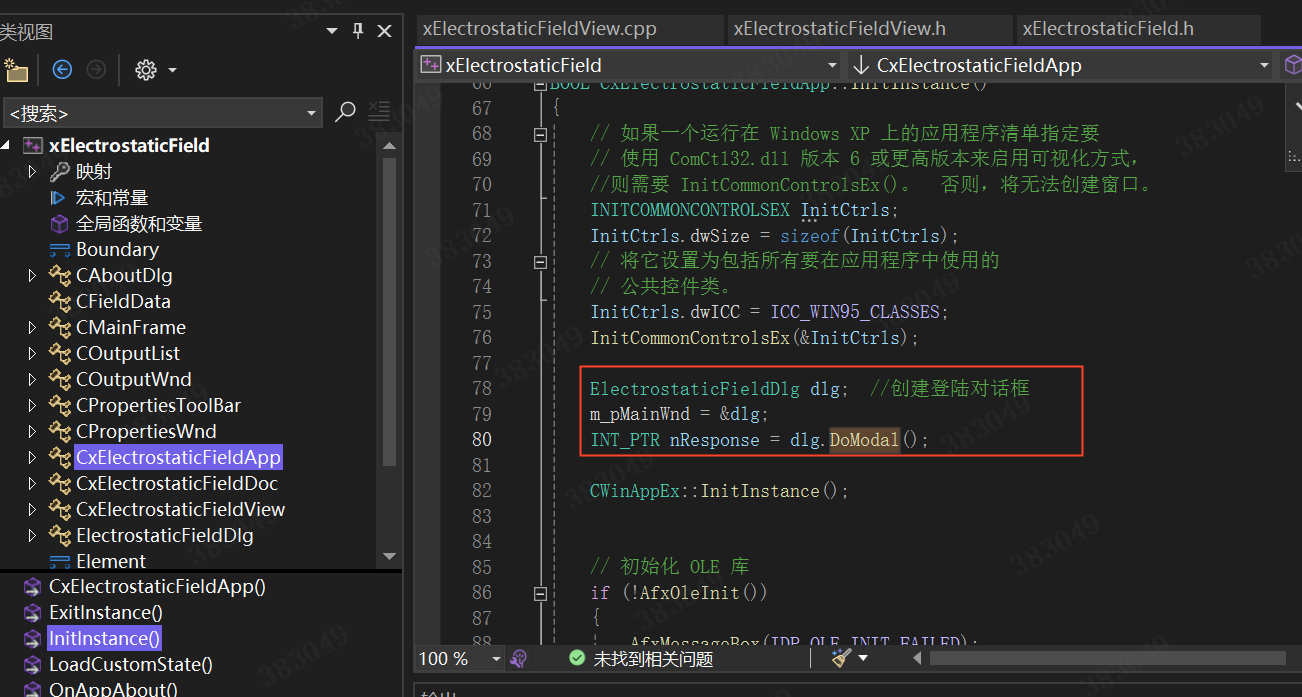 类视图
<搜索>
xElectrostaticField
映射
宏和常量
全局函数和变量
Boundary
CAboutDlg
CFieldData
CMainFrame
COutputList
COutputWnd
CPropertiesToolBar
CPropertiesWnd
CxElectrostaticFieldApp
CxElectrostaticFieldDoc
CxElectrostaticFieldView
ElectrostaticFieldDlg
Element
CxElectrostaticFieldApp()
ExitInstance()
InitInstance()
LoadCustomState()
OnAppAbout()
xElectrostaticFieldView.cpp xElectrostaticFieldView.h xElectrostaticField.h
xElectrostaticField CxElectrostaticFieldApp
66 BOOL CxElectrostaticFieldApp::InitInstance()
67 {
68 // 如果一个运行在 Windows XP 上的应用程序清单指定要
69 // 使用 ComCtl32.dll 版本 6 或更高版本来启用可视化方式，
70 //则需要 InitCommonControlsEx()。 否则，将无法创建窗口。
71 INITCOMMONCONTROLSEX InitCtrls;
72 InitCtrls.dwSize = sizeof(InitCtrls);
73 // 将它设置为包括所有要在应用程序中使用的
74 // 公共控件类。
75 InitCtrls.dwICC = ICC_WIN95_CLASSES;
76 InitCommonControlsEx(&InitCtrls);
77
78 ElectrostaticFieldDlg dlg; //创建登陆对话框
79 m_pMainWnd = &dlg;
80 INT_PTR nResponse = dlg.DoModal();
81
82 CWinAppEx::InitInstance();
83
84
85 // 初始化 OLE 库
86 if (!AfxOleInit())
87 {
88 AfxMessageBox(IDP_OLE_INIT_FAILED);
100 % 未找到相关问题
输出
383049